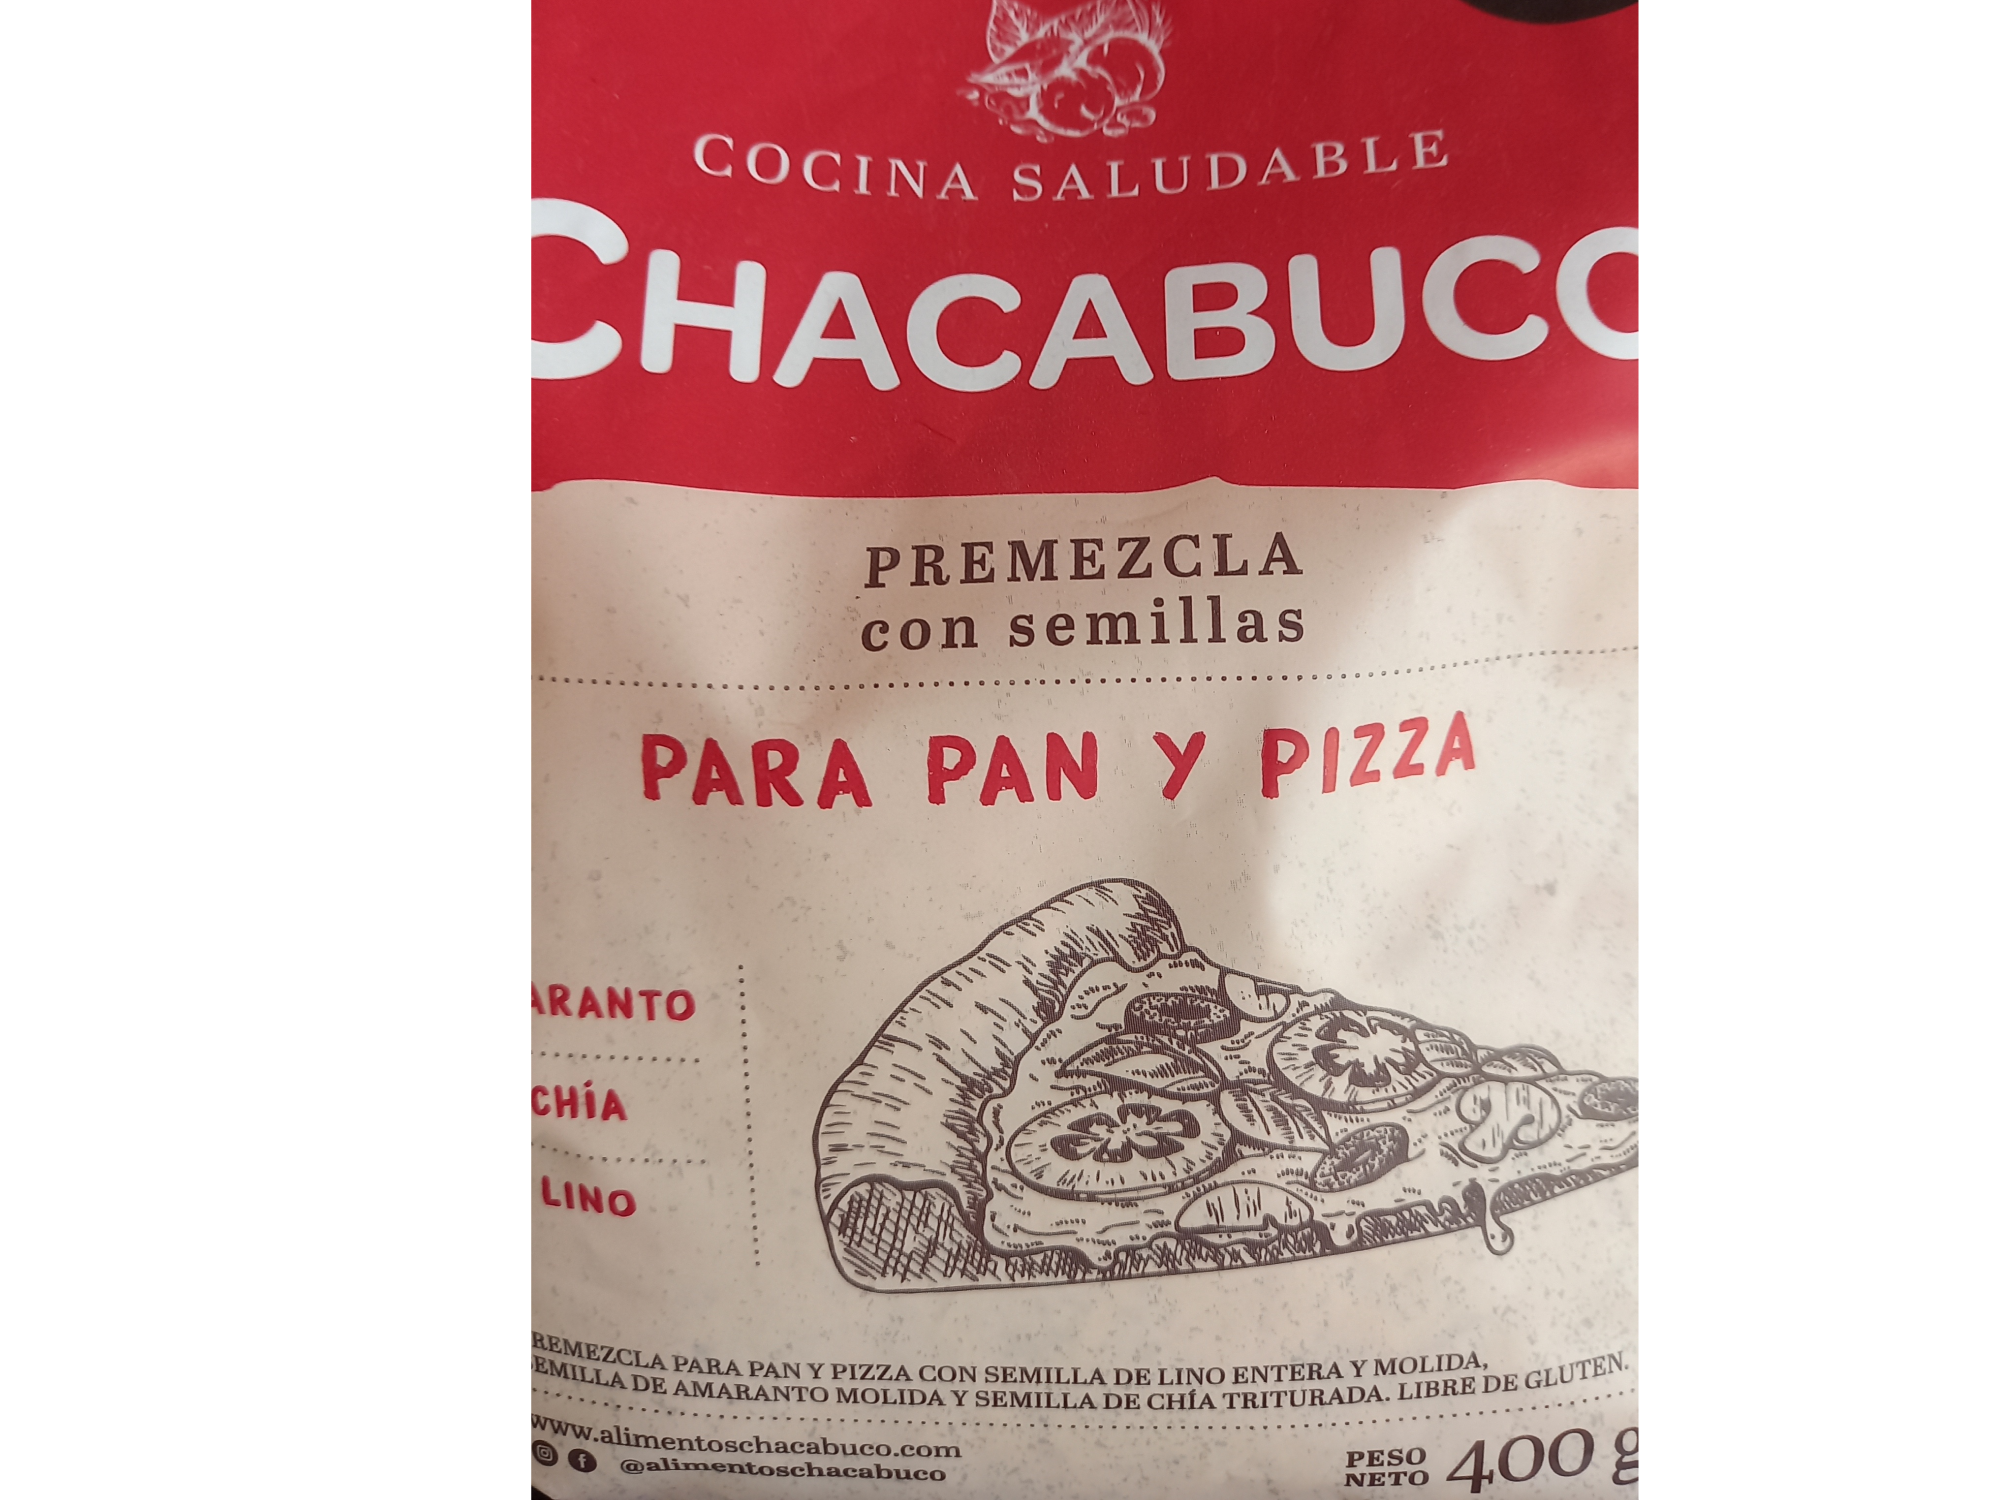 COCINA SALUDABLE
CHACABUCO
PREMEZCLA
con semillas
PARA PAN Y PIZZA
ARANTO
CHÍA
LINO
REMEZCLA PARA PAN Y PIZZA CON SEMILLA DE LINO ENTERA Y MOLIDA,
EMILLA DE AMARANTO MOLIDA Y SEMILLA DE CHÍA TRITURADA. LIBRE DE GLUTEN.
www.alimentoschacabuco.com
@alimentoschacabuco
PESO NETO 400 g